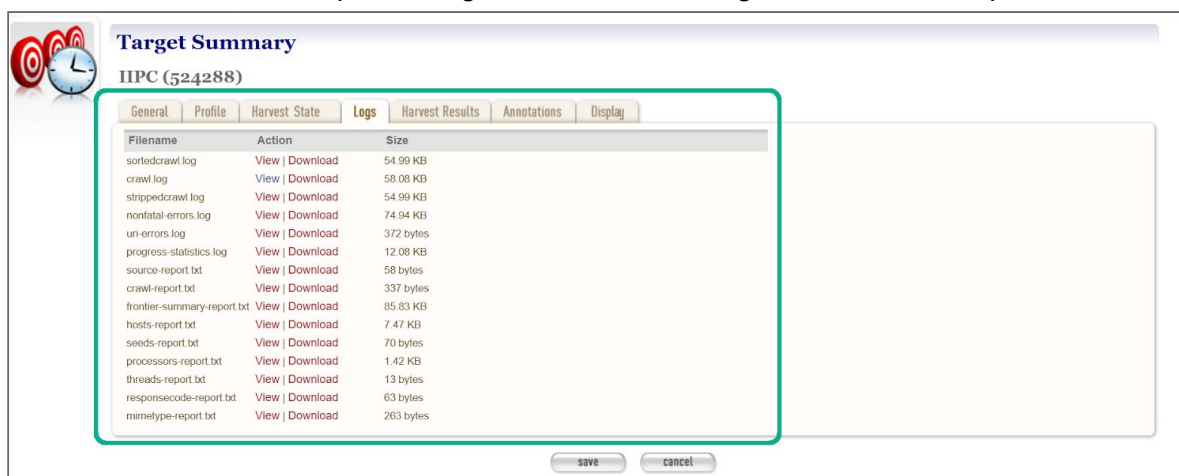 Target Summary
IIPC (524288)
General Profile Harvest State Logs Harvest Results Annotations Display
Filename Action Size
sortedcrawl.log View | Download 54.99 KB
crawl.log View | Download 58.08 KB
strippedcrawl.log View | Download 54.99 KB
nonfatal-errors.log View | Download 74.94 KB
uri-errors.log View | Download 372 bytes
progress-statistics.log View | Download 12.08 KB
source-report.txt View | Download 58 bytes
crawl-report.txt View | Download 337 bytes
frontier-summary-report.txt View | Download 85.83 KB
hosts-report.txt View | Download 7.47 KB
seeds-report.txt View | Download 70 bytes
processors-report.txt View | Download 1.42 KB
threads-report.txt View | Download 13 bytes
responsecode-report.txt View | Download 63 bytes
mimetype-report.txt View | Download 263 bytes
save cancel